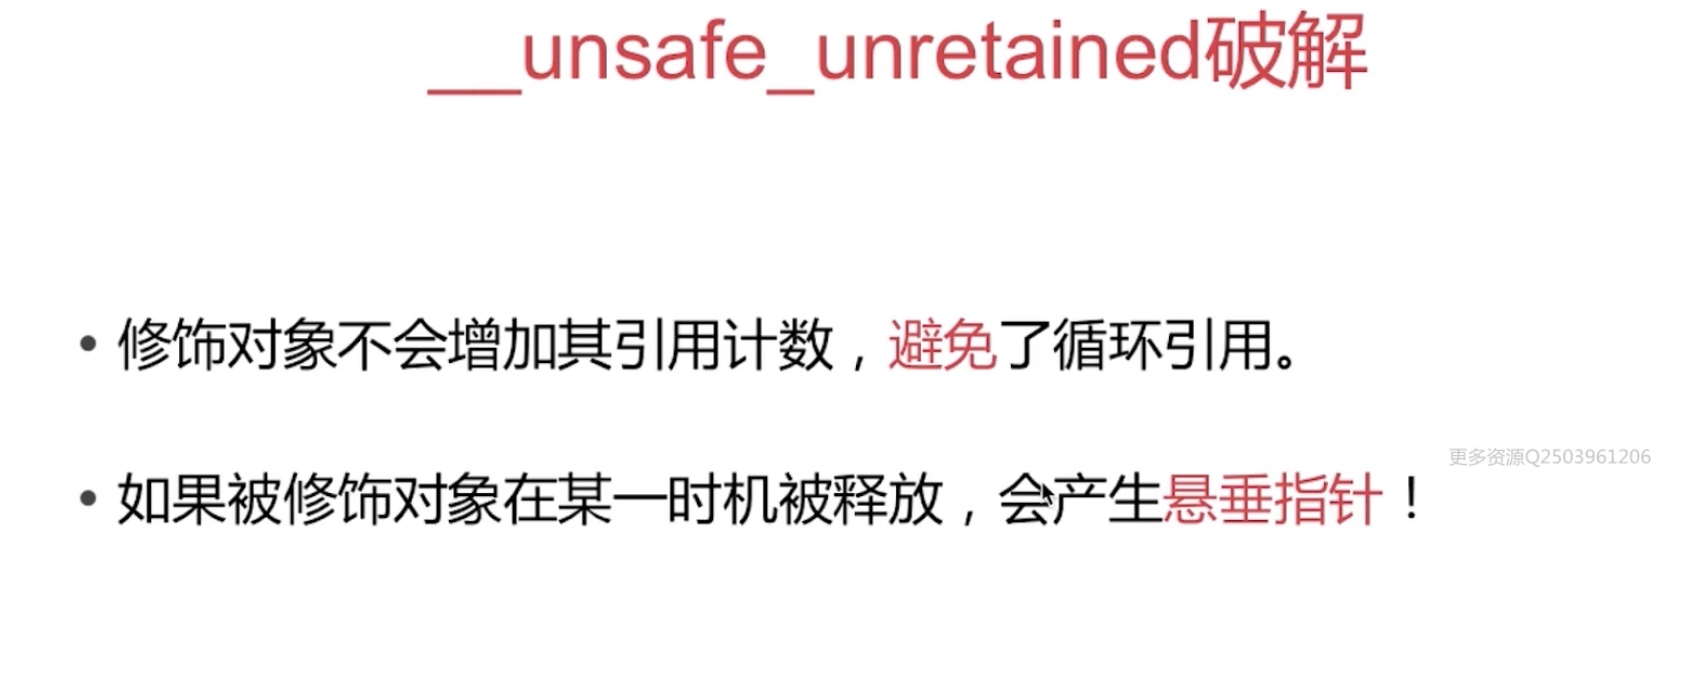 __unsafe_unretained破解
• 修饰对象不会增加其引用计数，避免了循环引用。
更多资源Q2503961206
• 如果被修饰对象在某一时机被释放，会产生悬垂指针！